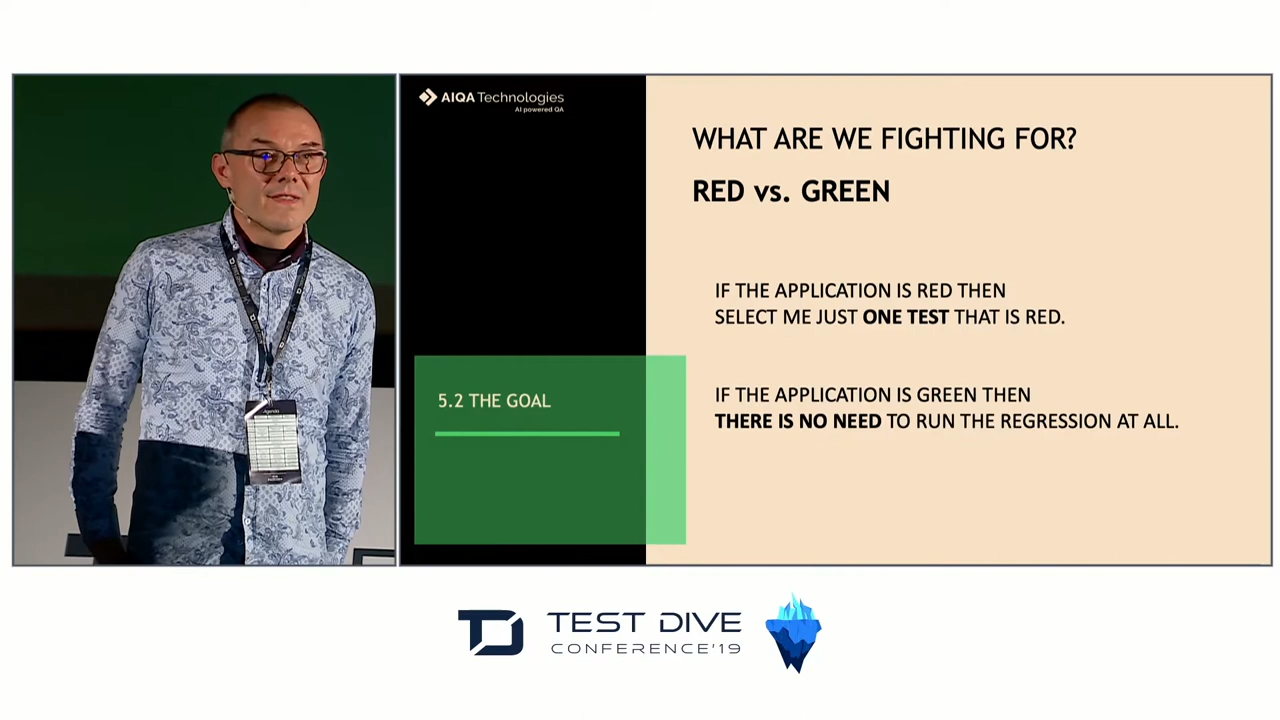 AIQA Technologies
AI powered QA
WHAT ARE WE FIGHTING FOR?
RED vs. GREEN
IF THE APPLICATION IS RED THEN
SELECT ME JUST ONE TEST THAT IS RED.
5.2 THE GOAL
IF THE APPLICATION IS GREEN THEN
THERE IS NO NEED TO RUN THE REGRESSION AT ALL.
Agenda
TEST DIVE
CONFERENCE'19